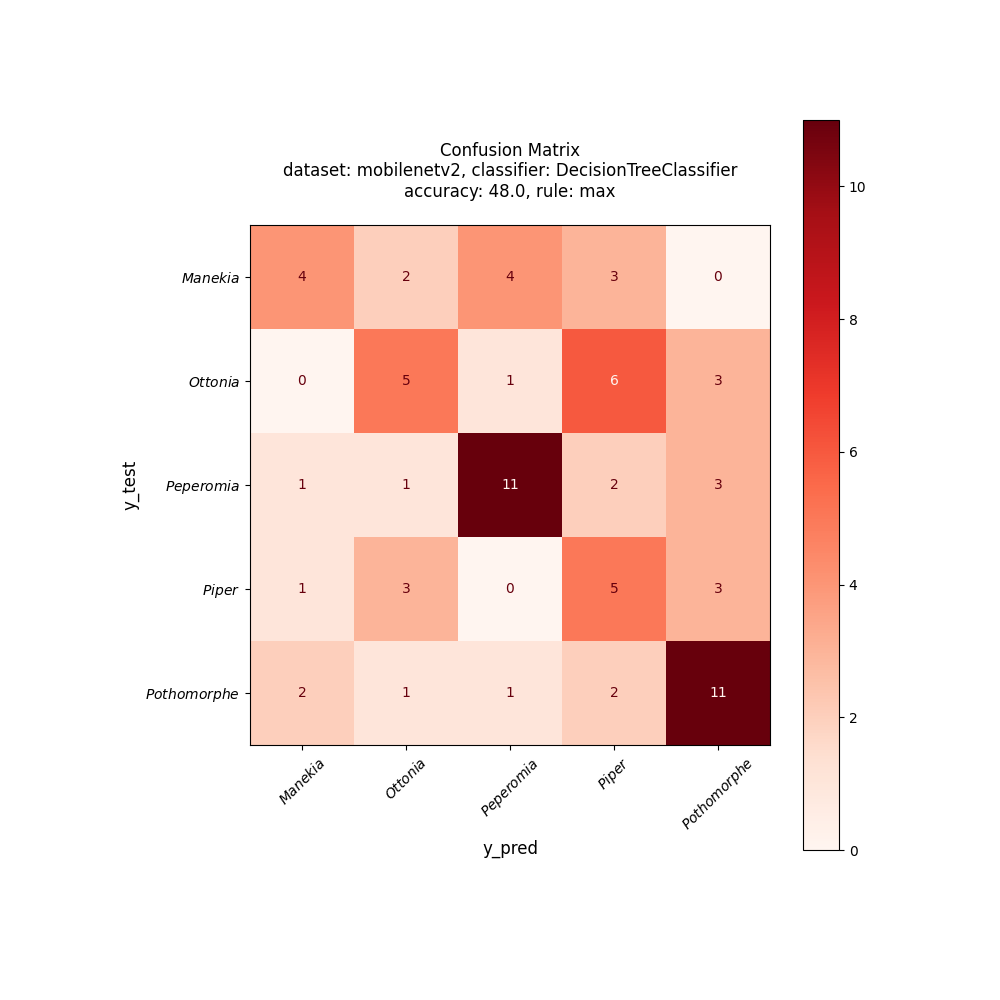 Confusion Matrix
dataset: mobilenetv2, classifier: DecisionTreeClassifier
accuracy: 48.0, rule: max
y_test
Manekia 4 2 4 3 0
Ottonia 0 5 1 6 3
Peperomia 1 1 11 2 3
Piper 1 3 0 5 3
Pothomorphe 2 1 1 2 11
Manekia Ottonia Peperomia Piper Pothomorphe
y_pred
10
8
6
4
2
0